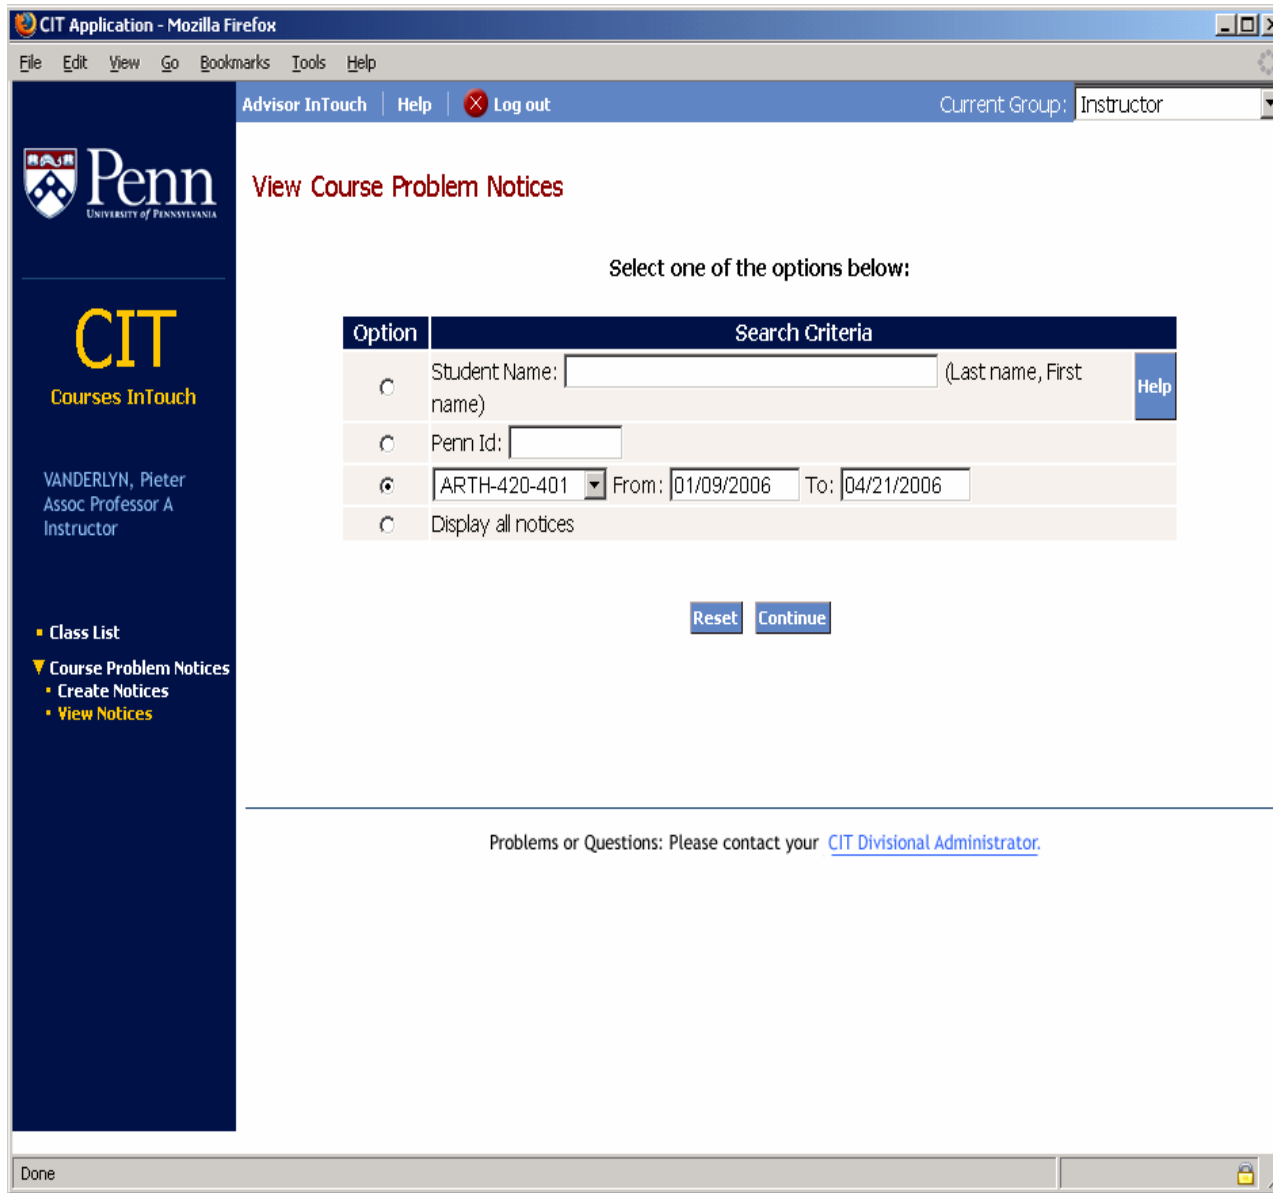 CIT Application - Mozilla Firefox
File Edit View Go Bookmarks Tools Help
Advisor InTouch Help Log out Current Group: Instructor
Penn
UNIVERSITY of PENNSYLVANIA
View Course Problem Notices
Select one of the options below:
Option Search Criteria
Student Name: (Last name, First
name)
Help
Penn Id:
ARTH-420-401 From: 01/09/2006 To: 04/21/2006
Display all notices
Reset Continue
CIT
Courses InTouch
VANDERLYN, Pieter
Assoc Professor A
Instructor
Class List
Course Problem Notices
Create Notices
View Notices
Problems or Questions: Please contact your CIT Divisional Administrator.
Done